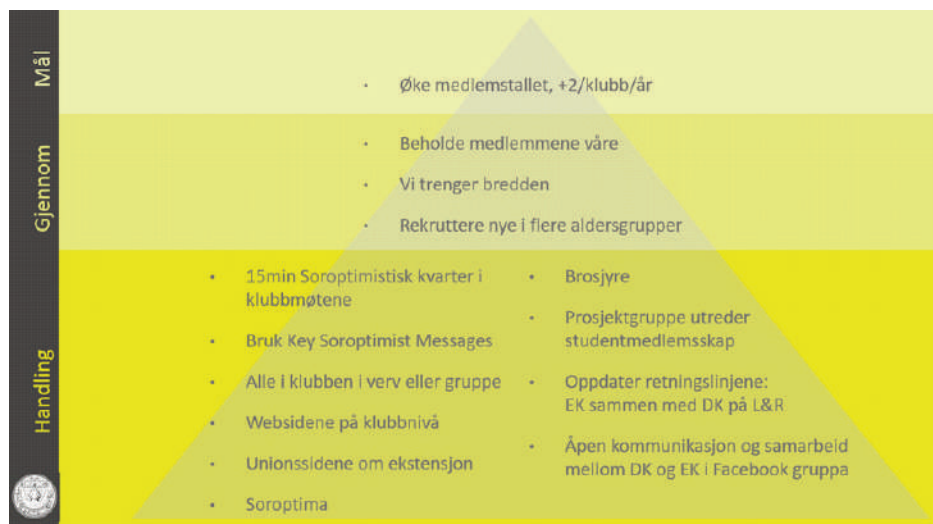 Mål
Øke medlemstallet, +2/klubb/år
Gjennom
Beholde medlemmene våre
Vi trenger bredden
Rekruttere nye i flere aldersgrupper
Handling
15min Soroptimistisk kvarter i
klubbmøtene
Bruk Key Soroptimist Messages
Alle i klubben i verv eller gruppe
Websidene på klubbnivå
Unionssidene om ekstensjon
Soroptima
Brosjyre
Prosjektgruppe utreder
studentmedlemsskap
Oppdater retningslinjene:
EK sammen med DK på L&R
Åpen kommunikasjon og samarbeid
mellom DK og EK i Facebook gruppa